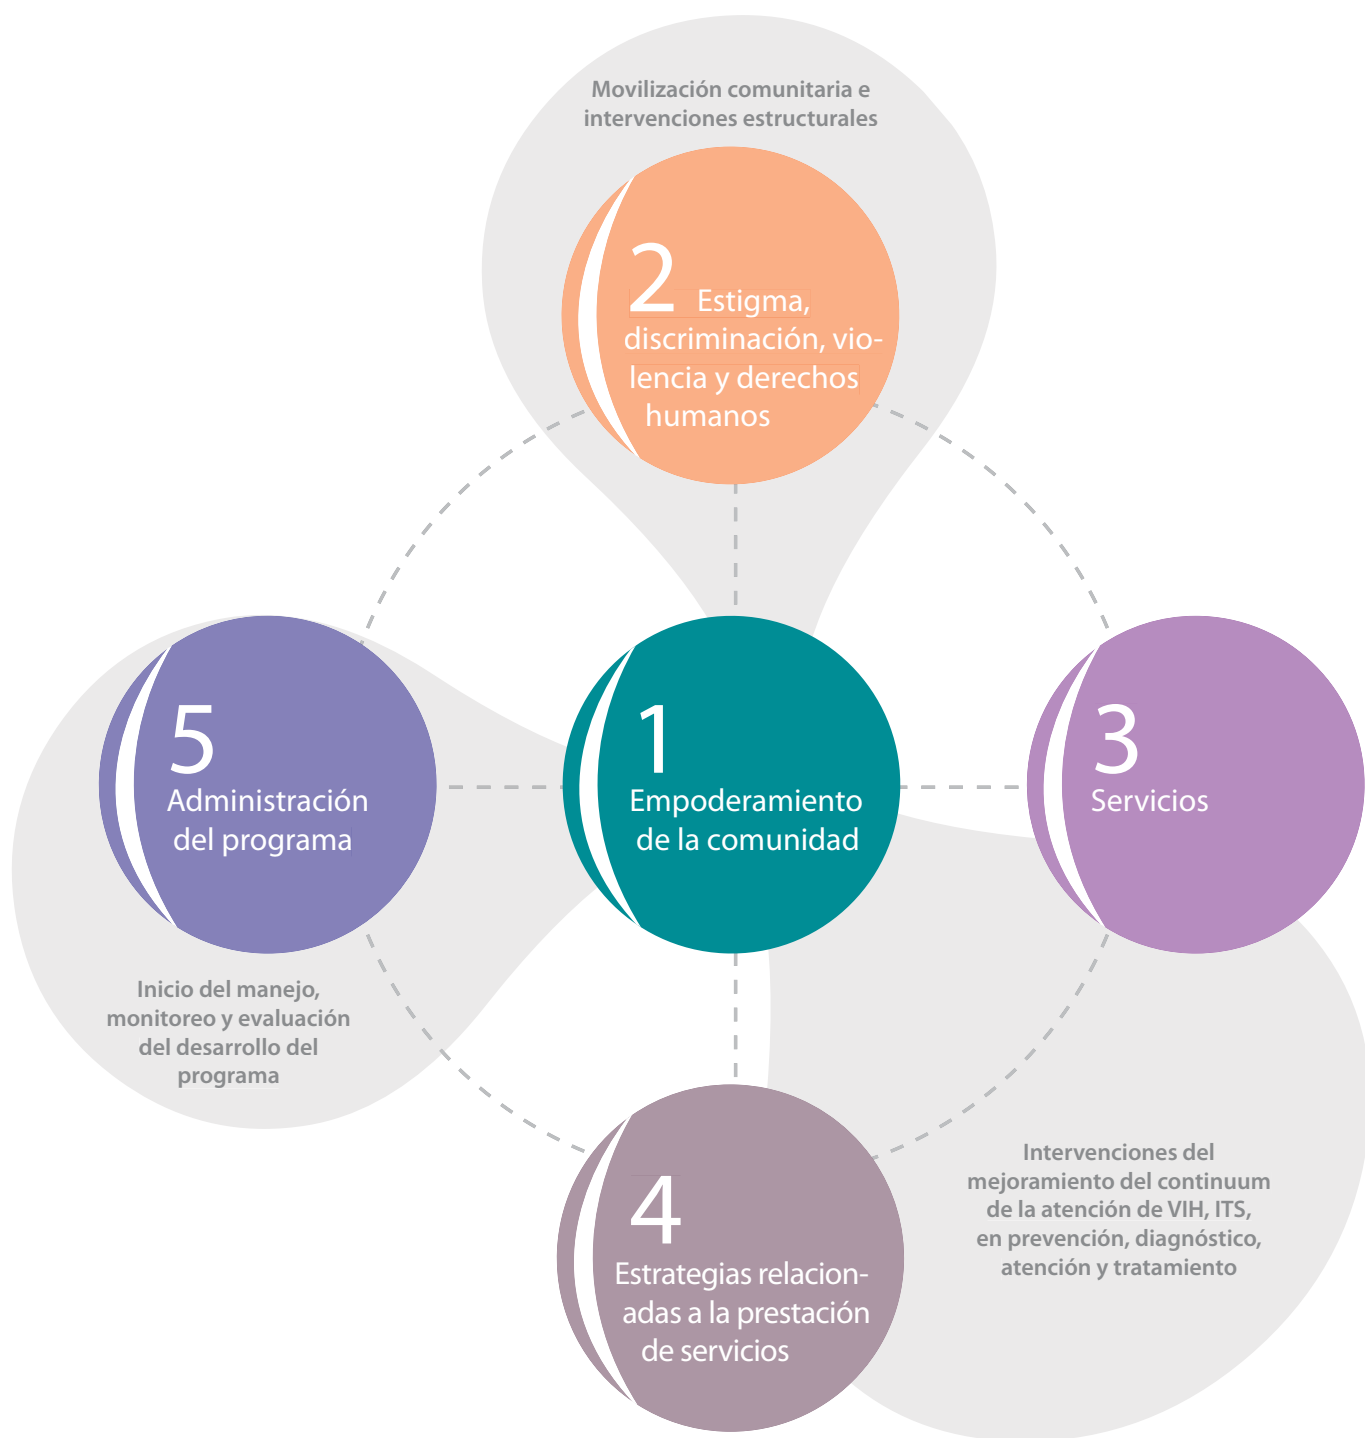 Movilización comunitaria e
intervenciones estructurales
2 Estigma,
discriminación, vio-
lencia y derechos
humanos
5
Administración
del programa
1
Empoderamiento
de la comunidad
3
Servicios
Inicio del manejo,
monitoreo y evaluación
del desarrollo del
programa
4
Estrategias relacion-
adas a la prestación
de servicios
Intervenciones del
mejoramiento del continuum
de la atención de VIH, ITS,
en prevención, diagnóstico,
atención y tratamiento